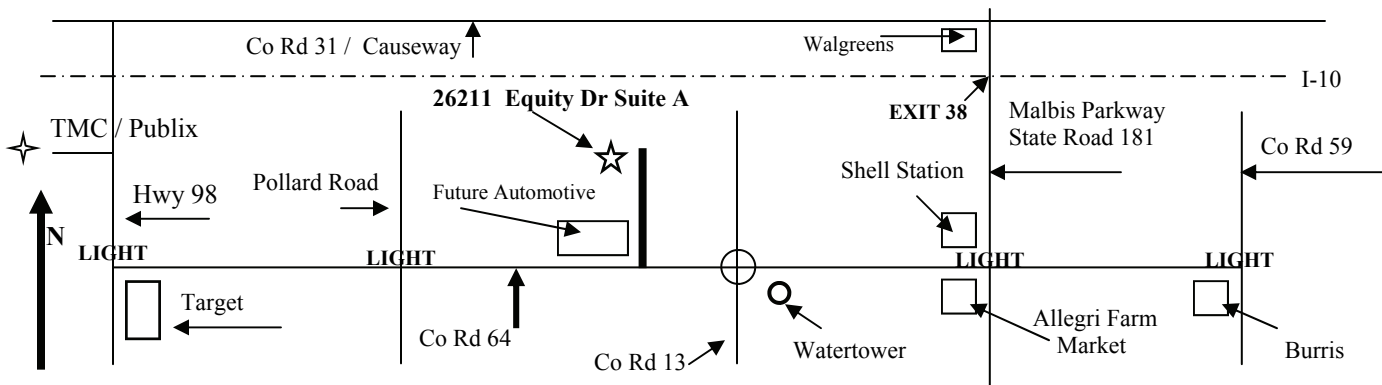 Co Rd 31 / Causeway
Walgreens
I-10
26211 Equity Dr Suite A
EXIT 38
Malbis Parkway
State Road 181
TMC / Publix
Co Rd 59
Shell Station
Pollard Road
Future Automotive
Hwy 98
N
LIGHT
LIGHT
LIGHT
LIGHT
Target
Co Rd 64
Co Rd 13
Watertower
Allegri Farm
Market
Burris